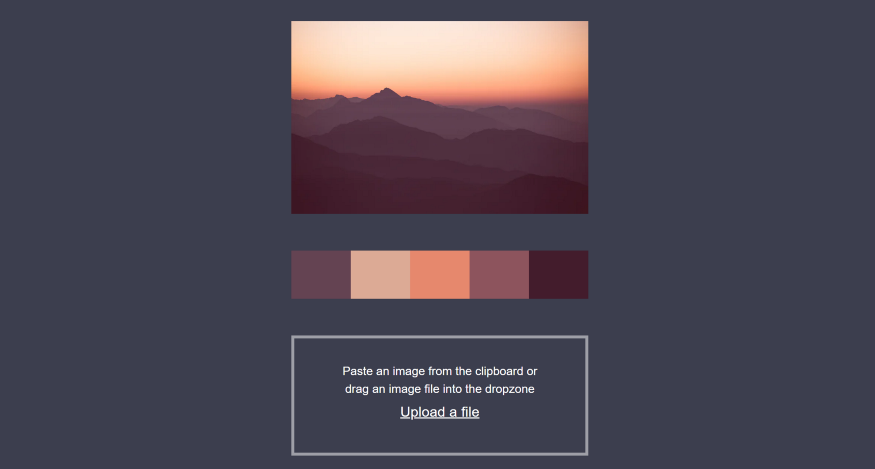 Paste an image from the clipboard or
drag an image file into the dropzone
Upload a file